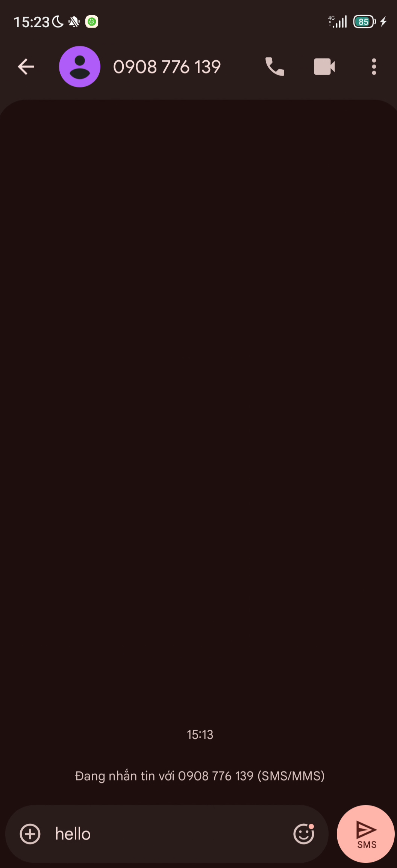 15:23
4G
85
0908 776 139
15:13
Đang nhắn tin với 0908 776 139 (SMS/MMS)
hello
SMS